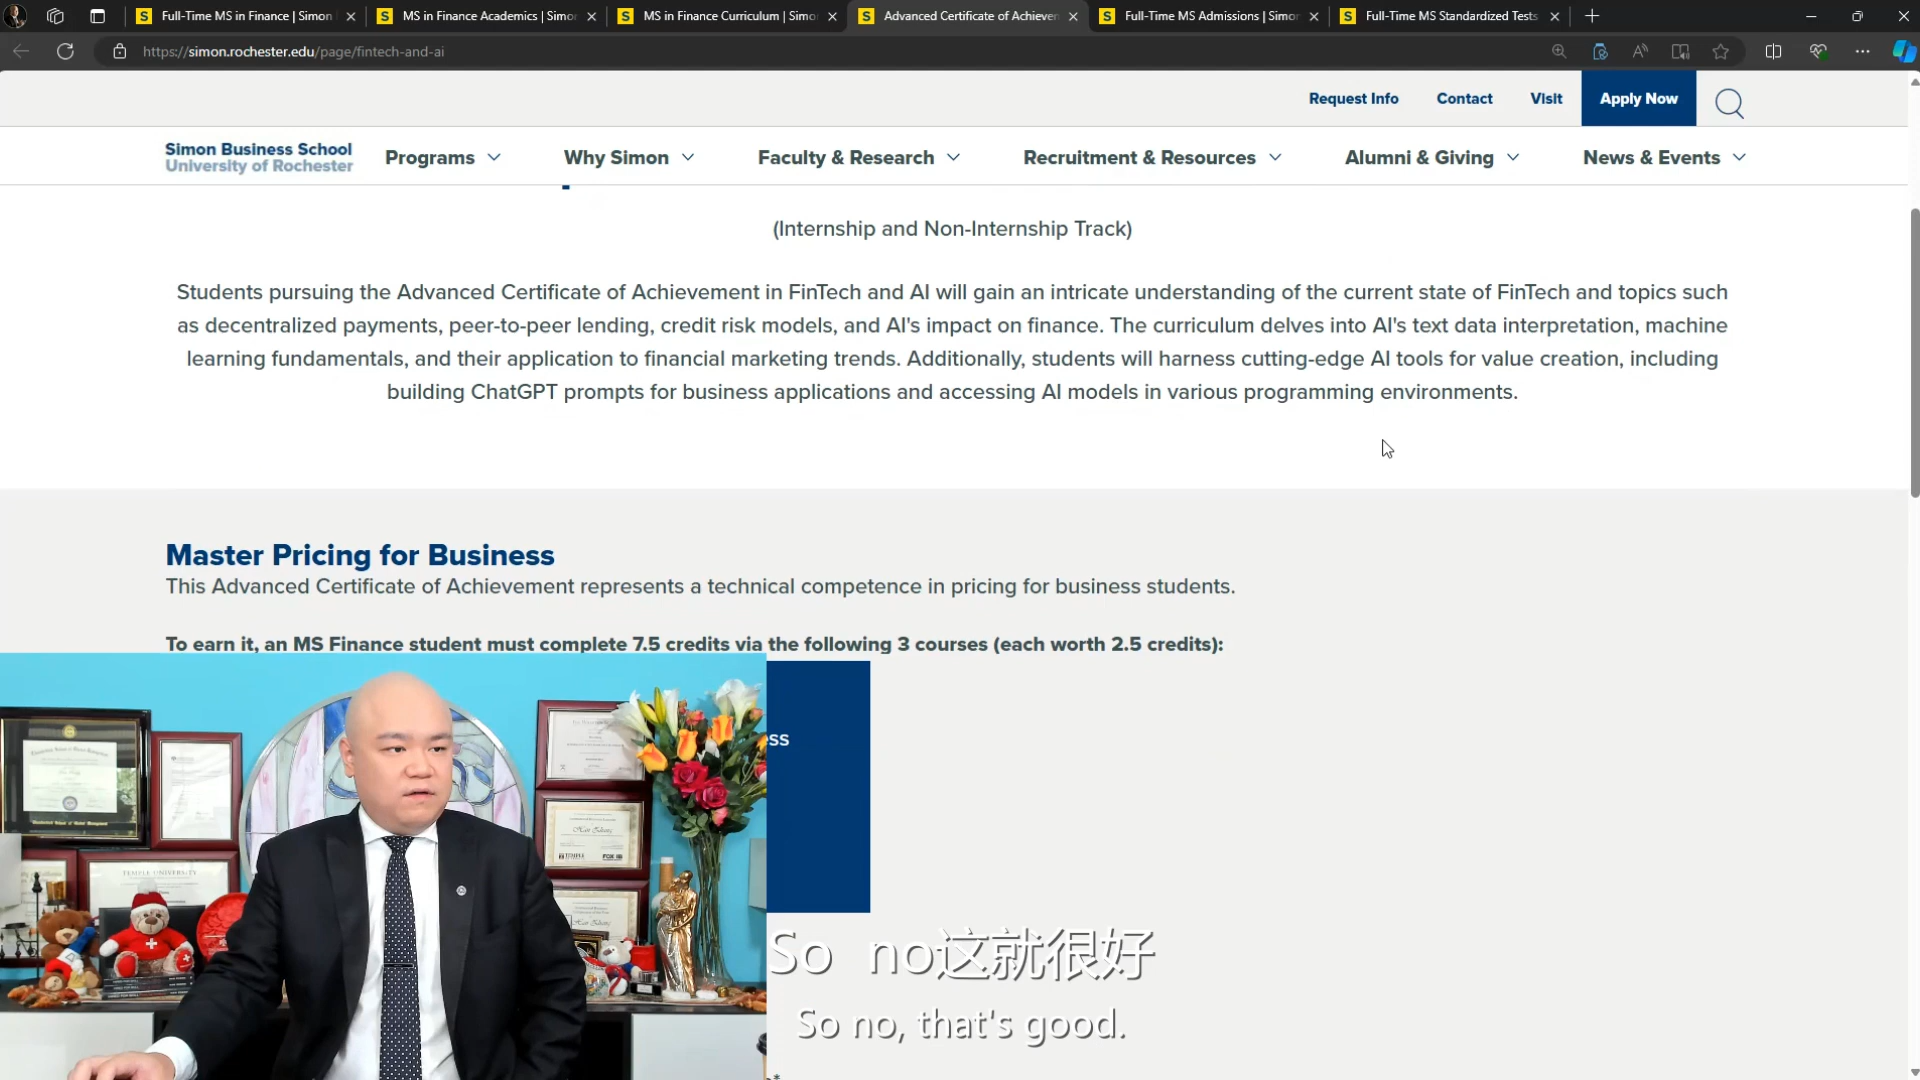 Full-Time MS in Finance | Simon
MS in Finance Academics | Simon
MS in Finance Curriculum | Simo
Advanced Certificate of Achieven
Full-Time MS Admissions | Simor
Full-Time MS Standardized Tests
https://simon.rochester.edu/page/fintech-and-ai
Request Info
Contact
Visit
Apply Now
Simon Business School
University of Rochester
Programs
Why Simon
Faculty & Research
Recruitment & Resources
Alumni & Giving
News & Events
(Internship and Non-Internship Track)
Students pursuing the Advanced Certificate of Achievement in FinTech and AI will gain an intricate understanding of the current state of FinTech and topics such
as decentralized payments, peer-to-peer lending, credit risk models, and AI's impact on finance. The curriculum delves into AI's text data interpretation, machine
learning fundamentals, and their application to financial marketing trends. Additionally, students will harness cutting-edge AI tools for value creation, including
building ChatGPT prompts for business applications and accessing AI models in various programming environments.
Master Pricing for Business
This Advanced Certificate of Achievement represents a technical competence in pricing for business students.
To earn it, an MS Finance student must complete 7.5 credits via the following 3 courses (each worth 2.5 credits):
ss
TEMPLE UNIVERSITY
TEMPLE
FOX
So no这就很好
So no, that's good.